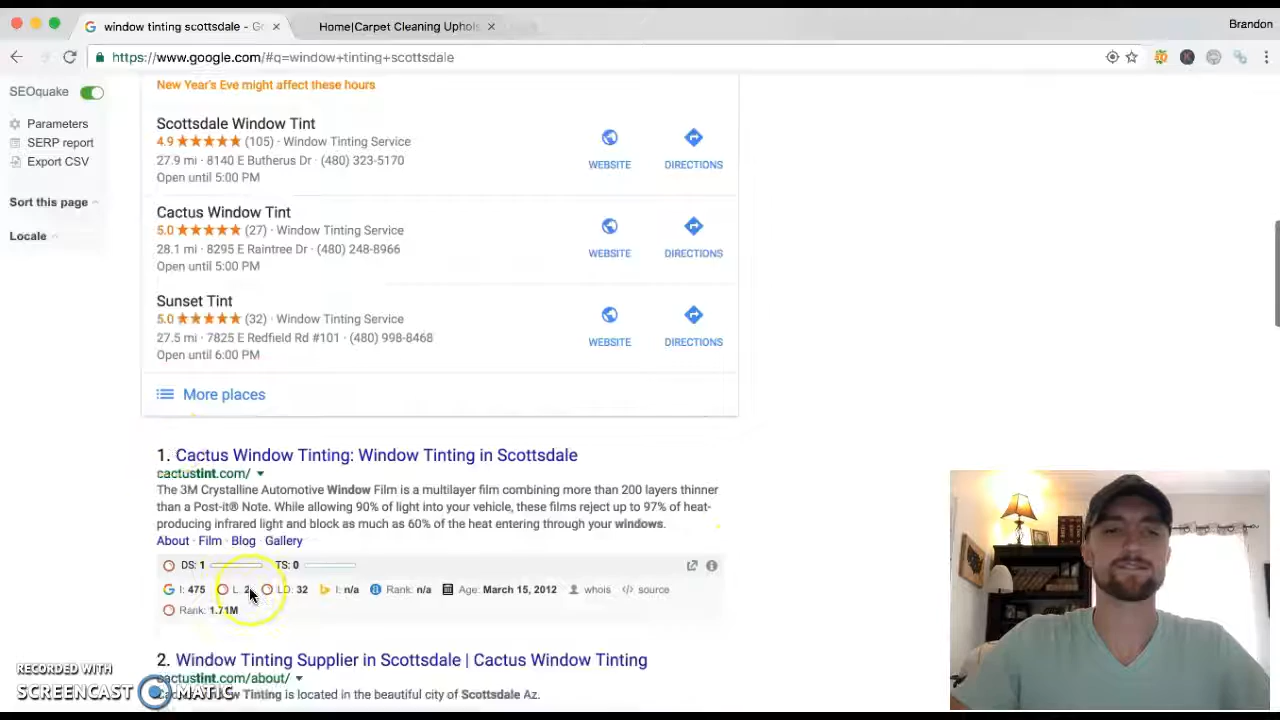 window tinting scottsdale - Go
Home|Carpet Cleaning Uphols
Brandon
https://www.google.com/#q=window+tinting+scottsdale
SEOquake
Parameters
SERP report
Export CSV
Sort this page
Locale
New Year's Eve might affect these hours
Scottsdale Window Tint
4.9 ★★★★★ (105) · Window Tinting Service
27.9 mi · 8140 E Butherus Dr · (480) 323-5170
Open until 5:00 PM
WEBSITE DIRECTIONS
Cactus Window Tint
5.0 ★★★★★ (27) · Window Tinting Service
28.1 mi · 8295 E Raintree Dr · (480) 248-8966
Open until 5:00 PM
WEBSITE DIRECTIONS
Sunset Tint
5.0 ★★★★★ (32) · Window Tinting Service
27.5 mi · 7825 E Redfield Rd #101 · (480) 998-8468
Open until 6:00 PM
WEBSITE DIRECTIONS
More places
1. Cactus Window Tinting: Window Tinting in Scottsdale
cactustint.com/
The 3M Crystalline Automotive Window Film is a multilayer film combining more than 200 layers thinner
than a Post-it® Note. While allowing 90% of light into your vehicle, these films reject up to 97% of heat-
producing infrared light and block as much as 60% of the heat entering through your windows.
About · Film · Blog · Gallery
DS: 1 TS: 0
I: 475 L: LD: 32 I: n/a Rank: n/a Age: March 15, 2012 whois </> source
Rank: 1.71M
2. Window Tinting Supplier in Scottsdale | Cactus Window Tinting
cactustint.com/about/
Tinting is located in the beautiful city of Scottsdale Az.
RECORDED WITH
SCREENCAST MATIC